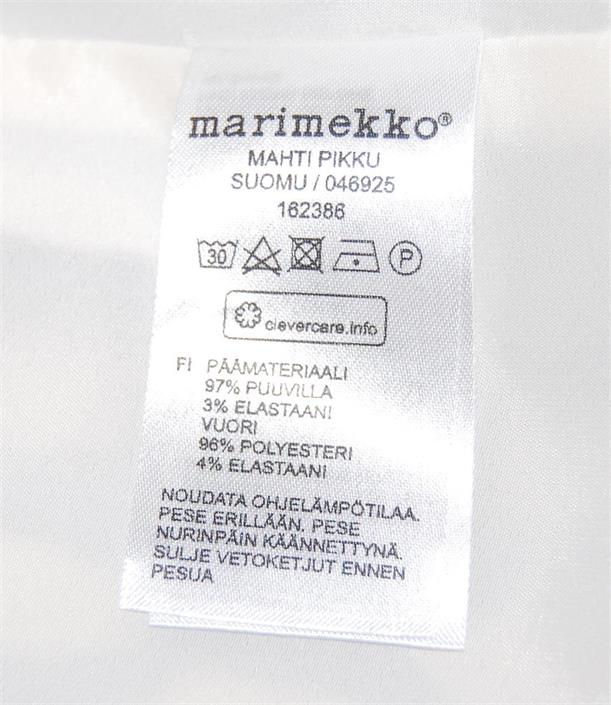 marimekko®
MAHTI PIKKU
SUOMU / 046925
162386
30 P
clevercare.info
FI PÄÄMATERIAALI
97% PUUVILLA
3% ELASTAANI
VUORI
96% POLYESTERI
4% ELASTAANI
NOUDATA OHJELÄMPÖTILAA.
PESE ERILLÄÄN. PESE
NURINPÄIN KÄÄNNETTYNÄ.
SULJE VETOKETJUT ENNEN
PESUA